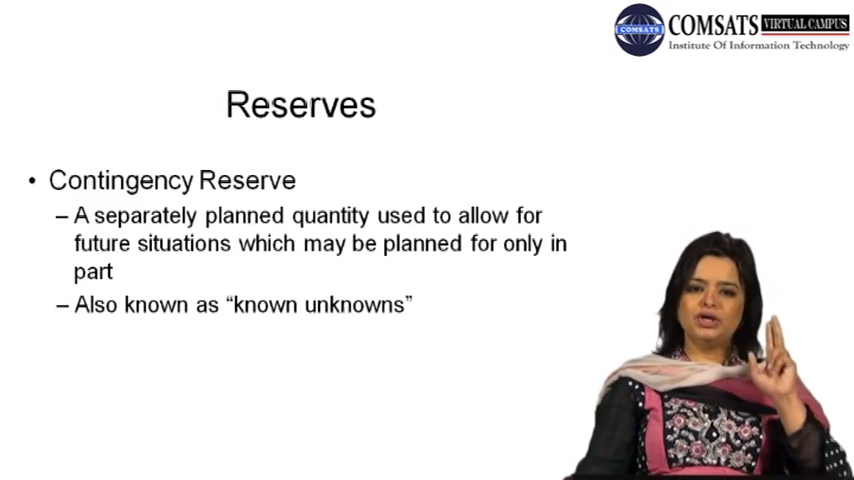 COMSATS
COMSATS VIRTUAL CAMPUS
Institute Of Information Technology
Reserves
• Contingency Reserve
– A separately planned quantity used to allow for
future situations which may be planned for only in
part
– Also known as “known unknowns”